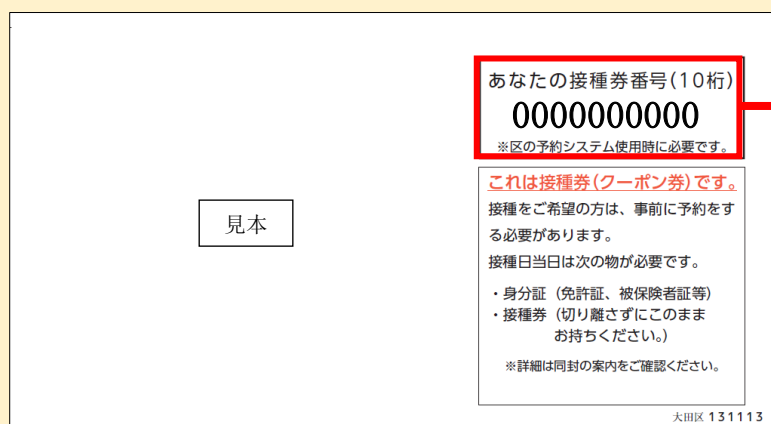 あなたの接種券番号(10桁)
0000000000
※区の予約システム使用時に必要です。
これは接種券(クーポン券)です。
接種をご希望の方は、事前に予約をす
る必要があります。
接種日当日は次の物が必要です。
・身分証（免許証、被保険者証等）
・接種券（切り離さずにこのまま
お持ちください。）
※詳細は同封の案内をご確認ください。
見本
大田区 131113